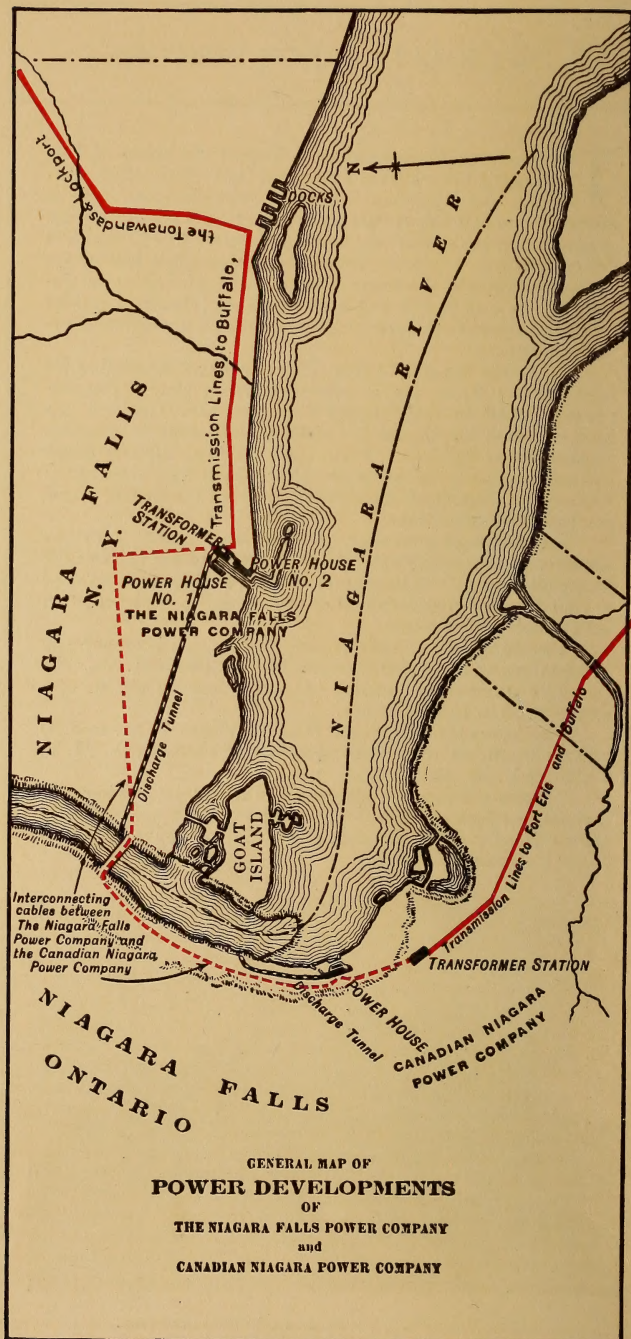 the Tonawandas & Lockport
N
DOCKS
Transmission Lines to Buffalo,
NIAGARA RIVER
NIAGARA FALLS
N. Y.
TRANSFORMER
STATION
POWER HOUSE
No. 2
POWER HOUSE
No. 1
THE NIAGARA FALLS
POWER COMPANY
Discharge Tunnel
GOAT
ISLAND
Interconnecting
cables between
The Niagara Falls
Power Company and
the Canadian Niagara
Power Company
Transmission Lines to Fort Erie and Buffalo
TRANSFORMER STATION
POWER HOUSE
Discharge Tunnel
CANADIAN NIAGARA
POWER COMPANY
NIAGARA FALLS
ONTARIO
GENERAL MAP OF
POWER DEVELOPMENTS
OF
THE NIAGARA FALLS POWER COMPANY
and
CANADIAN NIAGARA POWER COMPANY